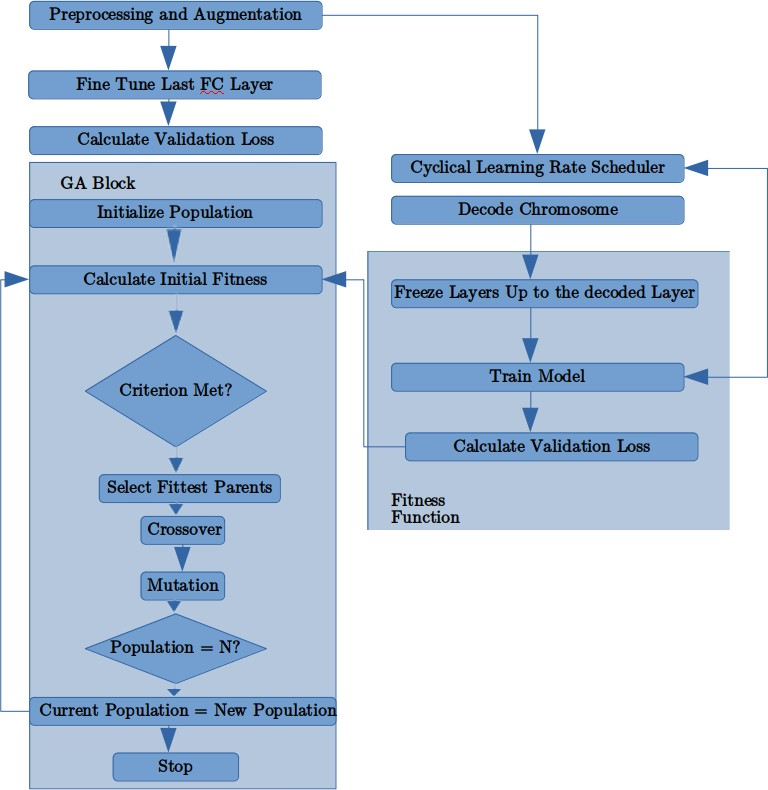 Preprocessing and Augmentation
Fine Tune Last FC Layer
Calculate Validation Loss
GA Block
Initialize Population
Calculate Initial Fitness
Criterion Met?
Select Fittest Parents
Crossover
Mutation
Population = N?
Current Population = New Population
Stop
Cyclical Learning Rate Scheduler
Decode Chromosome
Freeze Layers Up to the decoded Layer
Train Model
Calculate Validation Loss
Fitness
Function